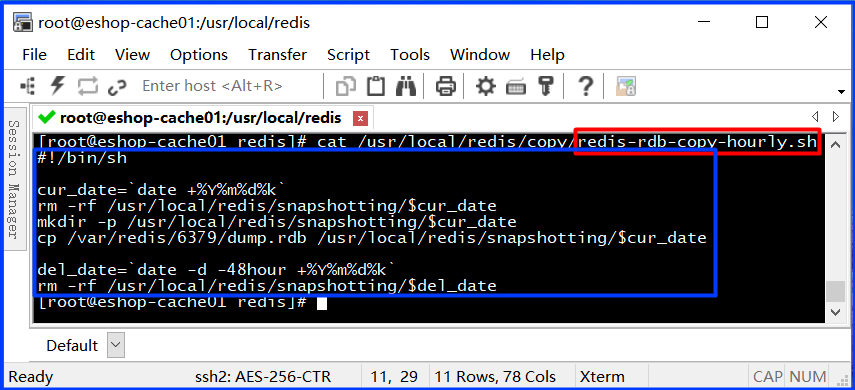 root@eshop-cache01:/usr/local/redis
File Edit View Options Transfer Script Tools Window Help
Enter host <Alt+R>
root@eshop-cache01:/usr/local/redis
Session Manager
[root@eshop-cache01 redis]# cat /usr/local/redis/copy/redis-rdb-copy-hourly.sh
#!/bin/sh
cur_date=`date +%Y%m%d%k`
rm -rf /usr/local/redis/snapshotting/$cur_date
mkdir -p /usr/local/redis/snapshotting/$cur_date
cp /var/redis/6379/dump.rdb /usr/local/redis/snapshotting/$cur_date
del_date=`date -d -48hour +%Y%m%d%k`
rm -rf /usr/local/redis/snapshotting/$del_date
[root@eshop-cache01 redis]#
Default
Ready ssh2: AES-256-CTR 11, 29 11 Rows, 78 Cols Xterm CAP NUM